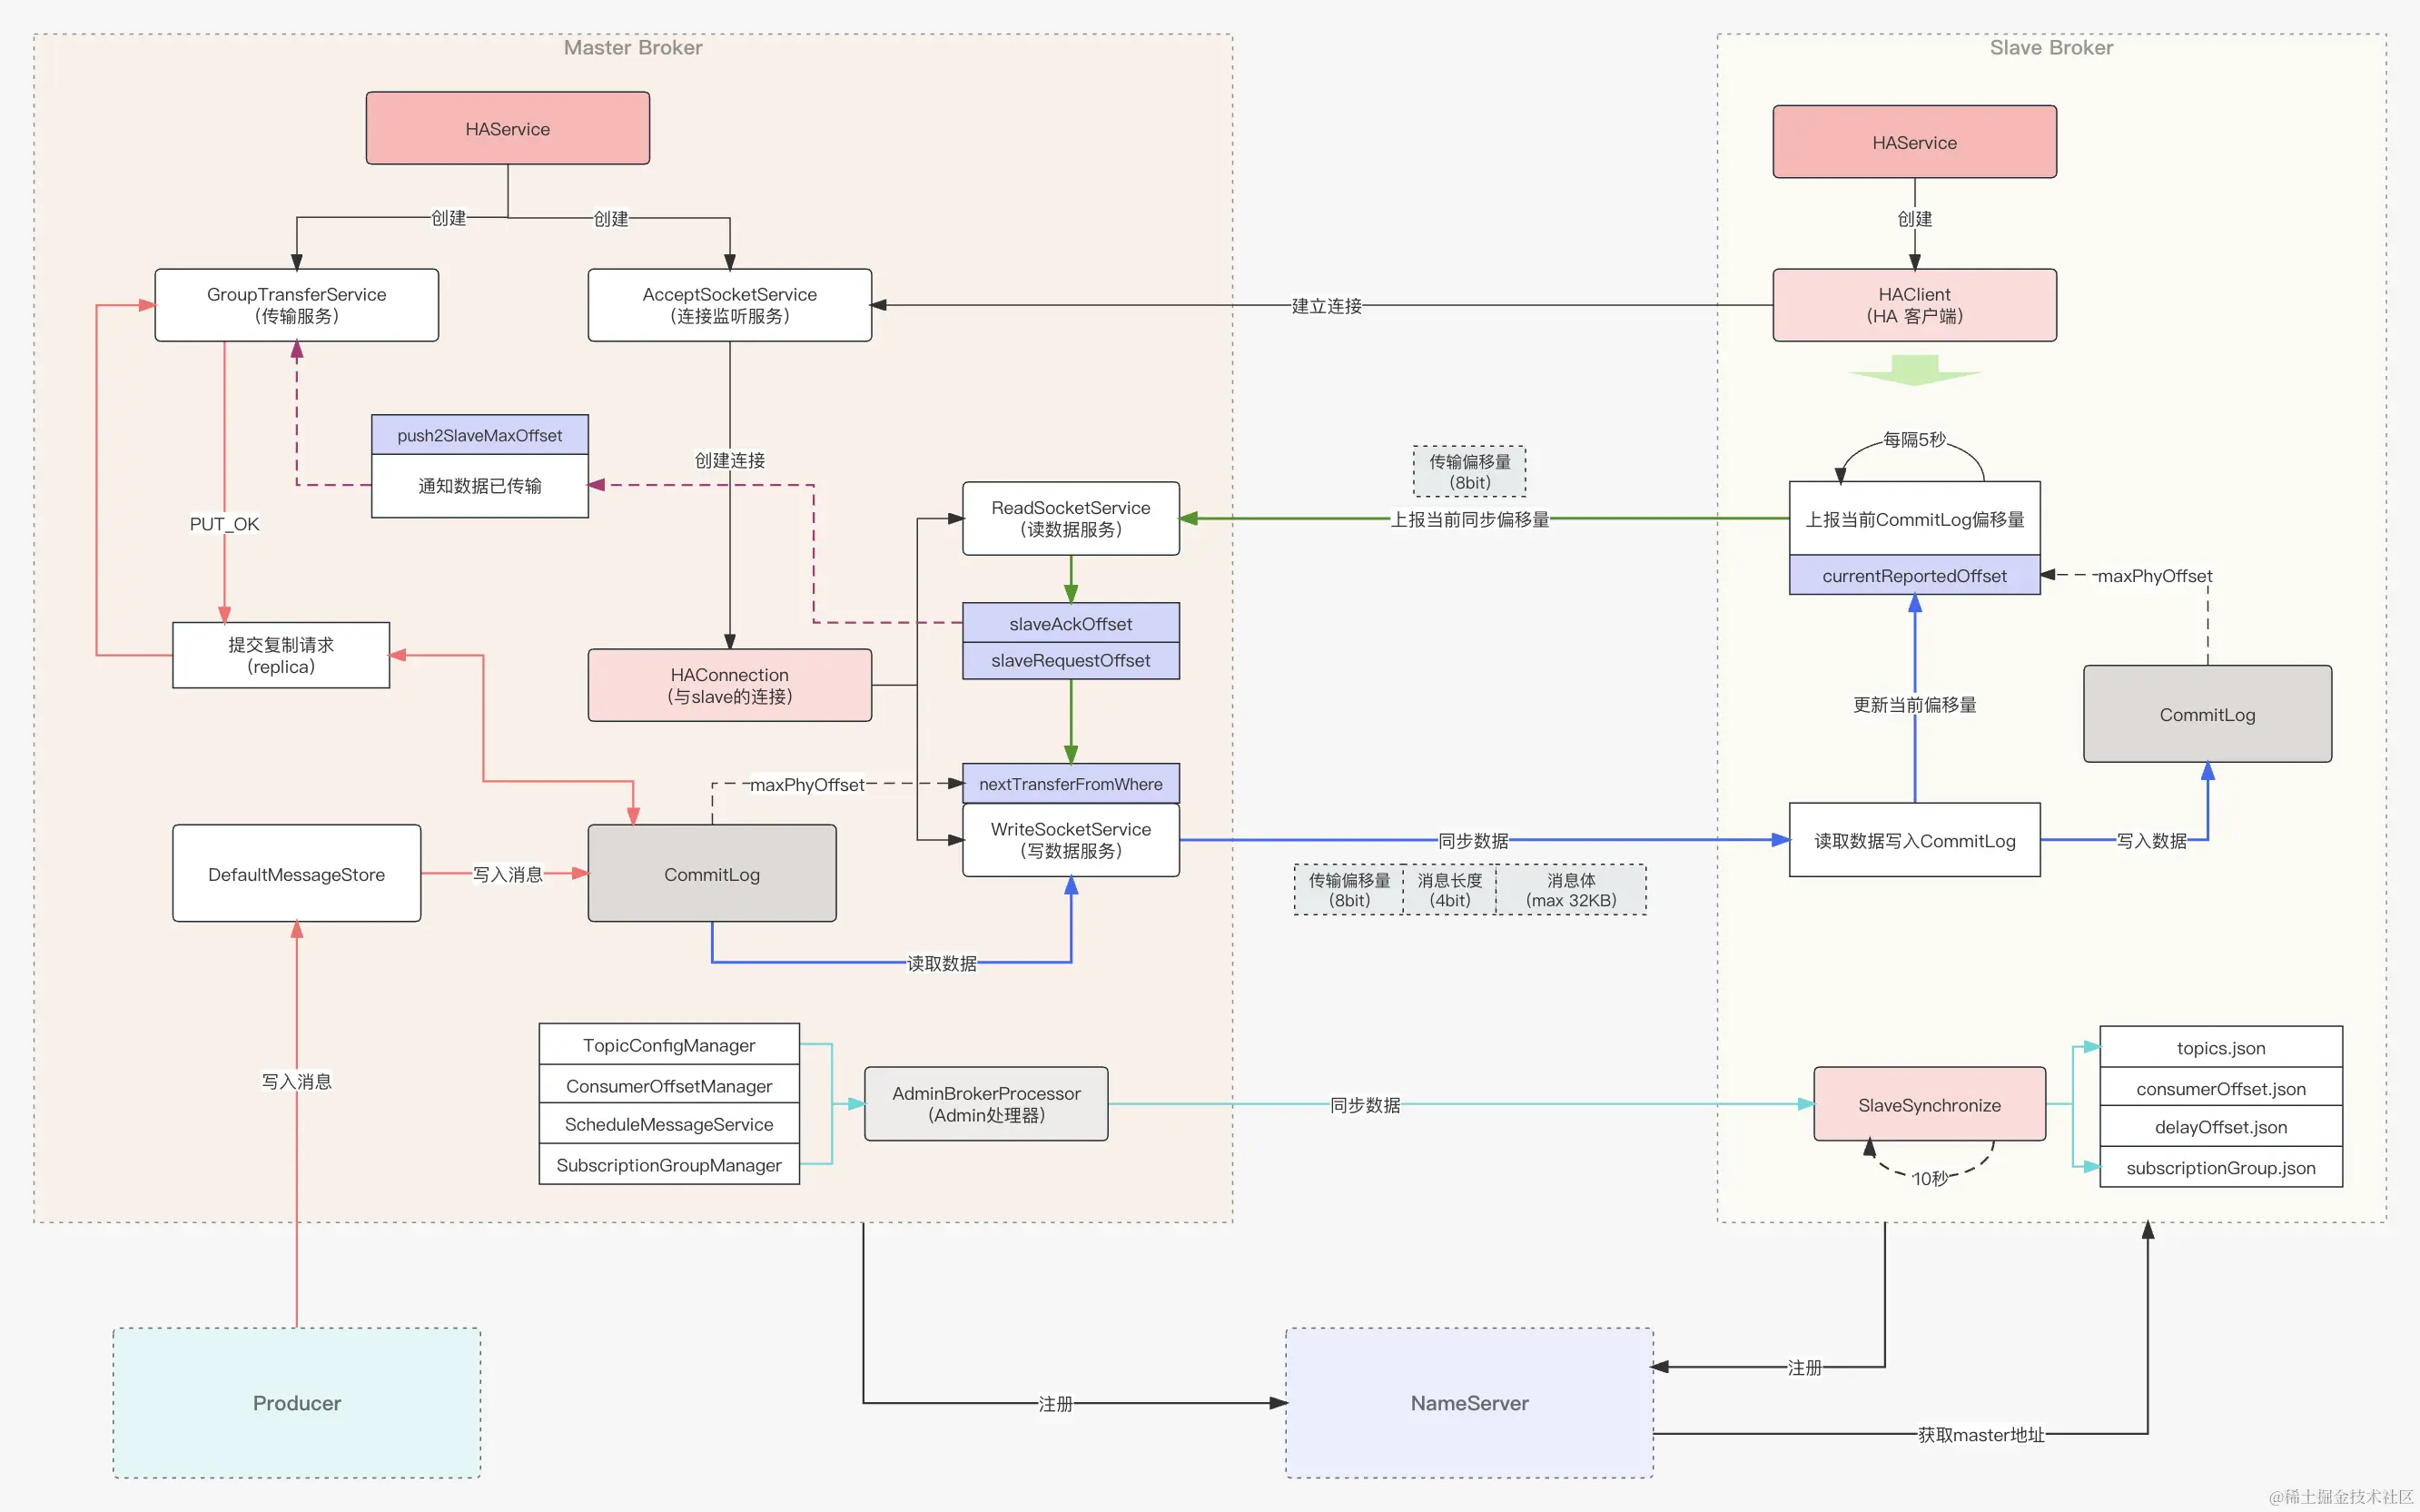 Master Broker
Slave Broker
HAService
HAService
创建
创建
创建
GroupTransferService
(传输服务)
AcceptSocketService
(连接监听服务)
建立连接
HAClient
(HA 客户端)
push2SlaveMaxOffset
通知数据已传输
创建连接
每隔5秒
传输偏移量
(8bit)
ReadSocketService
(读数据服务)
上报当前同步偏移量
上报当前CommitLog偏移量
currentReportedOffset
maxPhyOffset
PUT_OK
slaveAckOffset
slaveRequestOffset
提交复制请求
(replica)
HAConnection
(与slave的连接)
更新当前偏移量
CommitLog
maxPhyOffset
nextTransferFromWhere
WriteSocketService
(写数据服务)
同步数据
读取数据写入CommitLog
写入数据
DefaultMessageStore
写入消息
CommitLog
传输偏移量
(8bit)
消息长度
(4bit)
消息体
(max 32KB)
读取数据
TopicConfigManager
ConsumerOffsetManager
ScheduleMessageService
SubscriptionGroupManager
AdminBrokerProcessor
(Admin处理器)
同步数据
SlaveSynchronize
10秒
topics.json
consumerOffset.json
delayOffset.json
subscriptionGroup.json
写入消息
Producer
注册
NameServer
注册
获取master地址
@稀土掘金技术社区